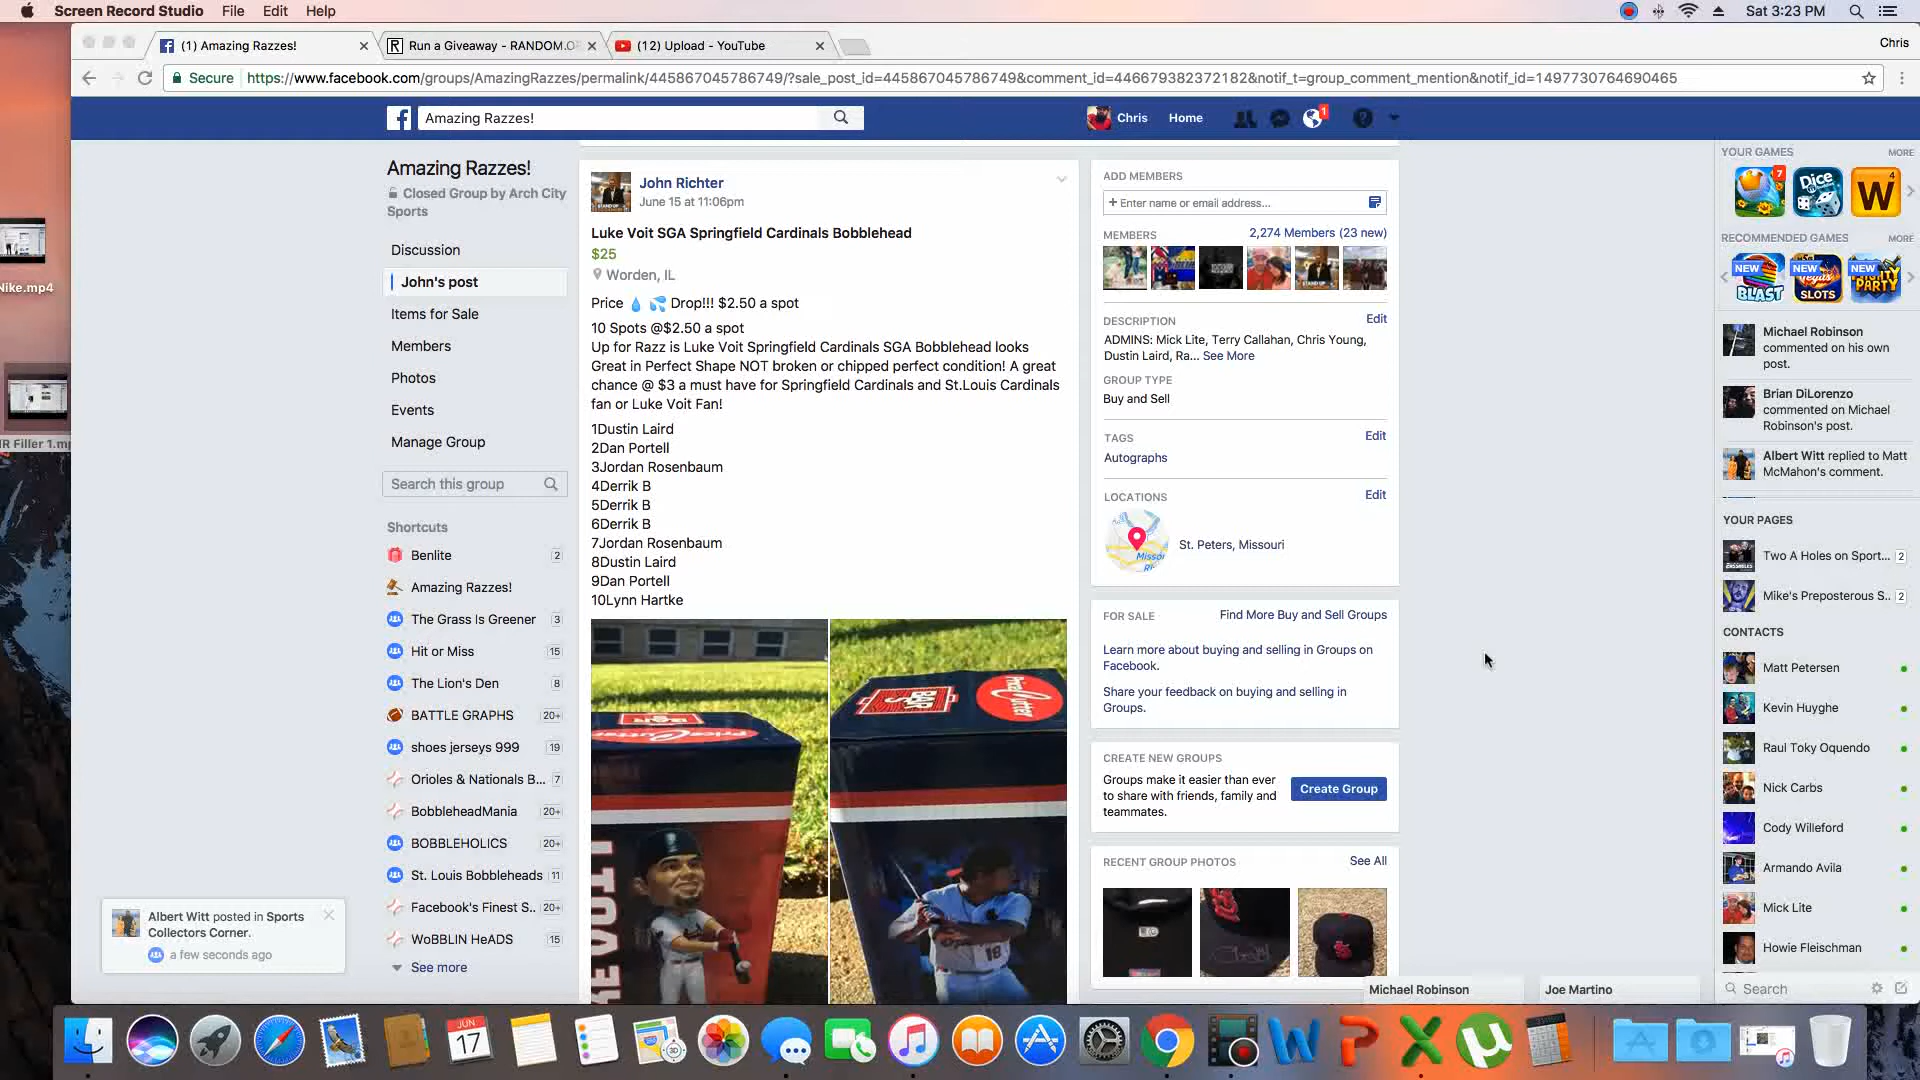 Screen Record Studio File Edit Help
Sat 3:23 PM
(1) Amazing Razzes!
Run a Giveaway - RANDOM.O
(12) Upload - YouTube
Chris
Secure
https://www.facebook.com/groups/AmazingRazzes/permalink/445867045786749/?sale_post_id=445867045786749&comment_id=446679382372182&notif_t=group_comment_mention&notif_id=1497730764690465
Amazing Razzes!
Chris
Home
1
Amazing Razzes!
Closed Group by Arch City
Sports
Discussion
John's post
Items for Sale
Members
Photos
Events
Manage Group
Search this group
Shortcuts
Benlite 2
Amazing Razzes!
The Grass Is Greener 3
Hit or Miss 15
The Lion's Den 8
BATTLE GRAPHS 20+
shoes jerseys 999 19
Orioles & Nationals B... 7
BobbleheadMania 20+
BOBBLEHOLICS 20+
St. Louis Bobbleheads 11
Facebook's Finest S.. 20+
WoBBLIN HeADS 15
See more
Albert Witt posted in Sports
Collectors Corner.
a few seconds ago
John Richter
June 15 at 11:06pm
Luke Voit SGA Springfield Cardinals Bobblehead
$25
Worden, IL
Price 💧 💦 Drop!!! $2.50 a spot
10 Spots @$2.50 a spot
Up for Razz is Luke Voit Springfield Cardinals SGA Bobblehead looks
Great in Perfect Shape NOT broken or chipped perfect condition! A great
chance @ $3 a must have for Springfield Cardinals and St.Louis Cardinals
fan or Luke Voit Fan!
1Dustin Laird
2Dan Portell
3Jordan Rosenbaum
4Derrik B
5Derrik B
6Derrik B
7Jordan Rosenbaum
8Dustin Laird
9Dan Portell
10Lynn Hartke
PriceCutter
18
ADD MEMBERS
+ Enter name or email address...
MEMBERS
2,274 Members (23 new)
DESCRIPTION
Edit
ADMINS: Mick Lite, Terry Callahan, Chris Young,
Dustin Laird, Ra... See More
GROUP TYPE
Buy and Sell
TAGS
Edit
Autographs
LOCATIONS
Edit
St. Peters, Missouri
FOR SALE
Find More Buy and Sell Groups
Learn more about buying and selling in Groups on
Facebook.
Share your feedback on buying and selling in
Groups.
CREATE NEW GROUPS
Groups make it easier than ever
to share with friends, family and
teammates.
Create Group
RECENT GROUP PHOTOS
See All
Michael Robinson
Joe Martino
YOUR GAMES
MORE
7
Dice
W
4
RECOMMENDED GAMES
MORE
NEW
BLAST
NEW
SLOTS
NEW
PARTY
Michael Robinson
commented on his own
post.
Brian DiLorenzo
commented on Michael
Robinson's post.
Albert Witt replied to Matt
McMahon's comment.
YOUR PAGES
Two A Holes on Sport... 2
Mike's Preposterous S.. 2
CONTACTS
Matt Petersen
Kevin Huyghe
Raul Toky Oquendo
Nick Carbs
Cody Willeford
Armando Avila
Mick Lite
Howie Fleischman
Search
Nike.mp4
JUN
17